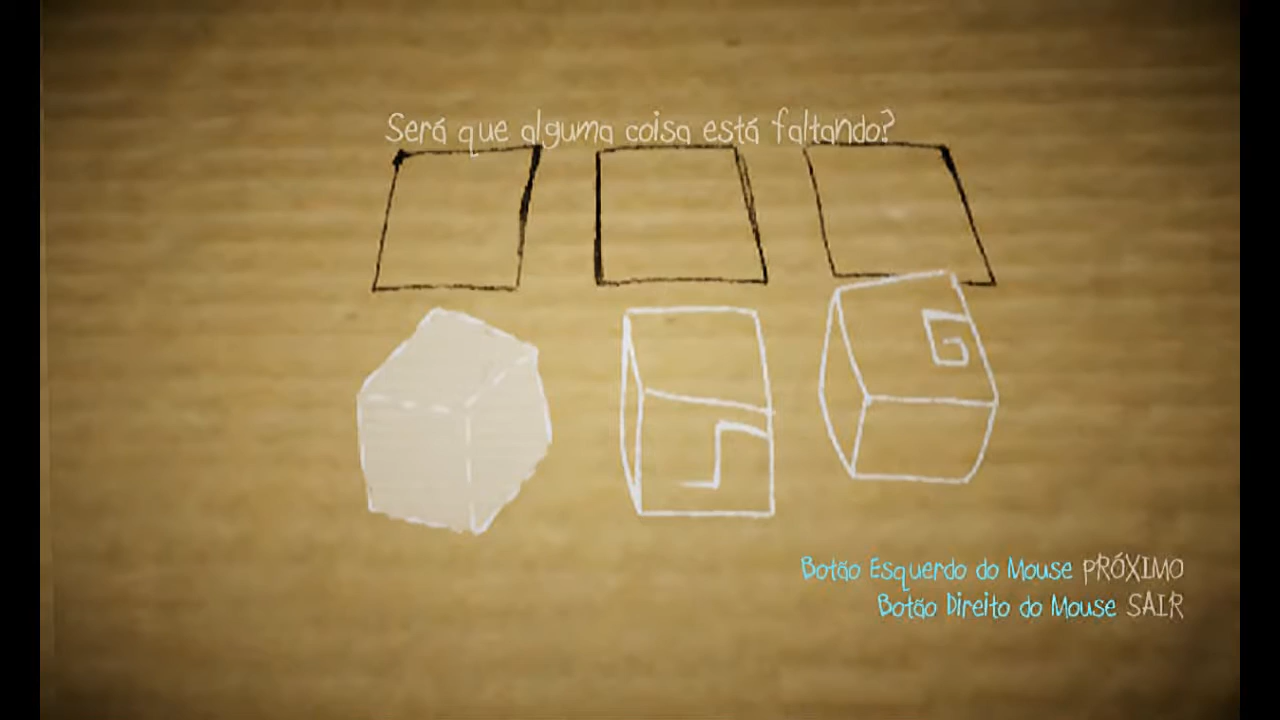 Será que alguma coisa está faltando?
Botão Esquerdo do Mouse PRÓXIMO
Botão Direito do Mouse SAIR